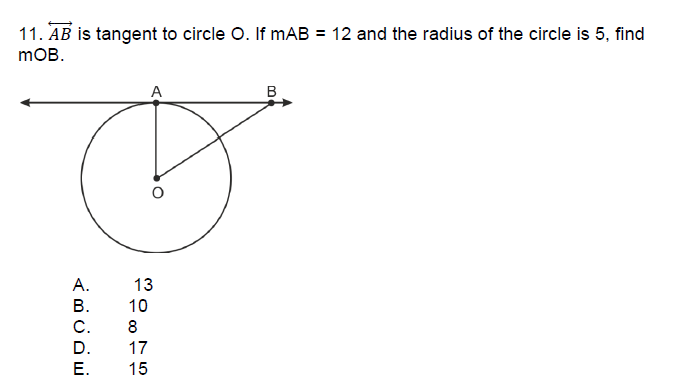 11. AB is tangent to circle O. If mAB = 12 and the radius of the circle is 5, find
mOB.
A B
O
A. 13
B. 10
C. 8
D. 17
E. 15